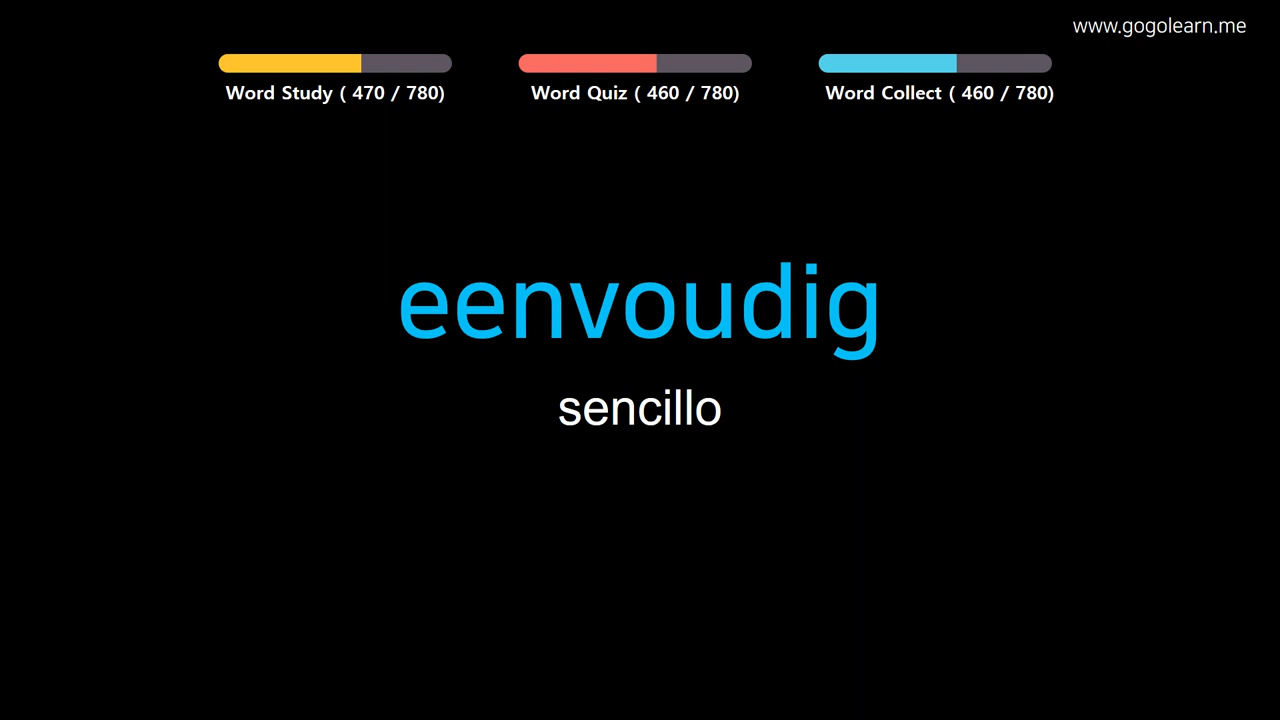 www.gogolearn.me
Word Study ( 470 / 780)
Word Quiz ( 460 / 780)
Word Collect ( 460 / 780)
eenvoudig
sencillo